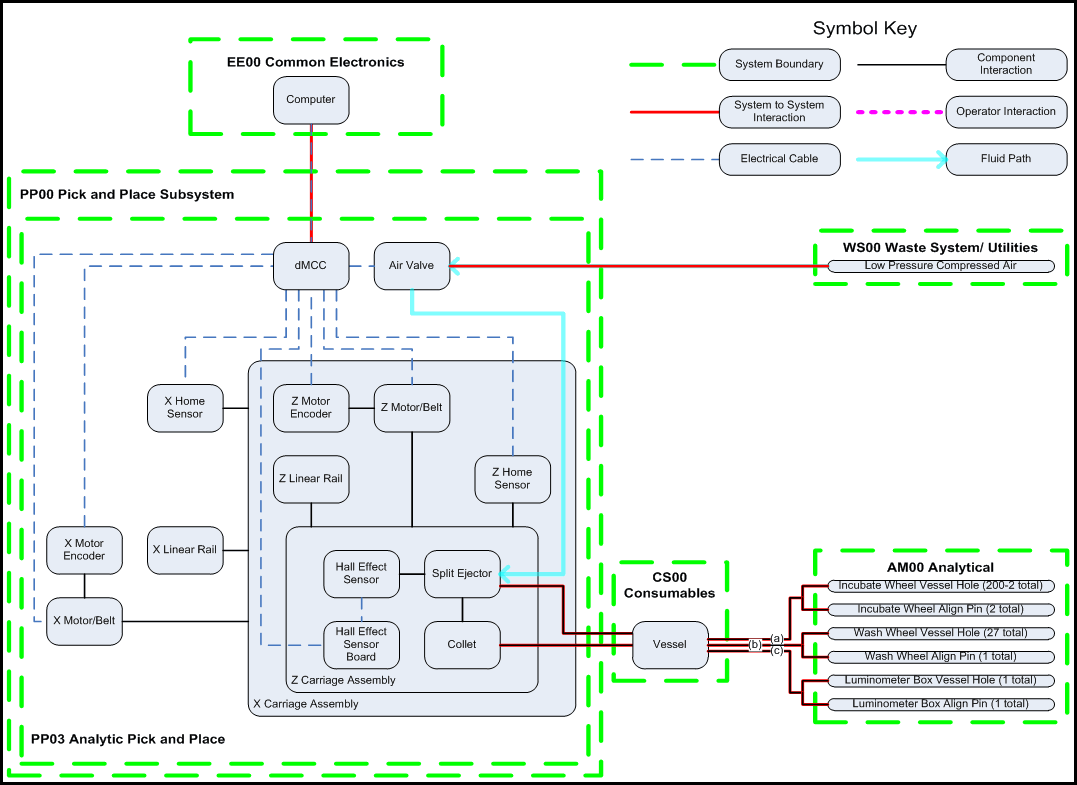 Symbol Key
System Boundary
Component
Interaction
System to System
Interaction
Operator Interaction
Electrical Cable
Fluid Path
EE00 Common Electronics
Computer
PP00 Pick and Place Subsystem
dMCC
Air Valve
WS00 Waste System/ Utilities
Low Pressure Compressed Air
X Home
Sensor
Z Motor
Encoder
Z Motor/Belt
Z Linear Rail
Z Home
Sensor
X Motor
Encoder
X Linear Rail
X Motor/Belt
Hall Effect
Sensor
Split Ejector
Hall Effect
Sensor
Board
Collet
Z Carriage Assembly
X Carriage Assembly
PP03 Analytic Pick and Place
CS00
Consumables
Vessel
(a)
(b)
(c)
AM00 Analytical
Incubate Wheel Vessel Hole (200-2 total)
Incubate Wheel Align Pin (2 total)
Wash Wheel Vessel Hole (27 total)
Wash Wheel Align Pin (1 total)
Luminometer Box Vessel Hole (1 total)
Luminometer Box Align Pin (1 total)